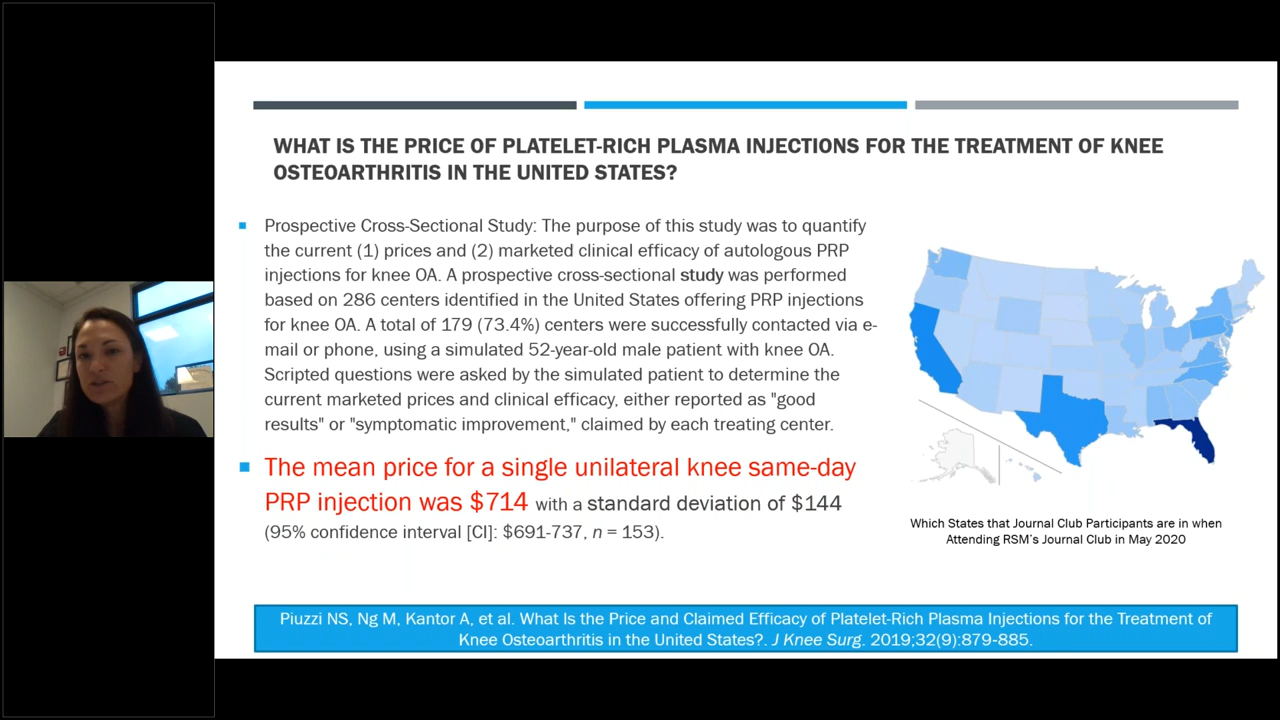 WHAT IS THE PRICE OF PLATELET-RICH PLASMA INJECTIONS FOR THE TREATMENT OF KNEE
OSTEOARTHRITIS IN THE UNITED STATES?
Prospective Cross-Sectional Study: The purpose of this study was to quantify
the current (1) prices and (2) marketed clinical efficacy of autologous PRP
injections for knee OA. A prospective cross-sectional study was performed
based on 286 centers identified in the United States offering PRP injections
for knee OA. A total of 179 (73.4%) centers were successfully contacted via e-
mail or phone, using a simulated 52-year-old male patient with knee OA.
Scripted questions were asked by the simulated patient to determine the
current marketed prices and clinical efficacy, either reported as "good
results" or "symptomatic improvement," claimed by each treating center.
The mean price for a single unilateral knee same-day
PRP injection was $714 with a standard deviation of $144
(95% confidence interval [CI]: $691-737, n = 153).
Which States that Journal Club Participants are in when
Attending RSM's Journal Club in May 2020
Piuzzi NS, Ng M, Kantor A, et al. What Is the Price and Claimed Efficacy of Platelet-Rich Plasma Injections for the Treatment of
Knee Osteoarthritis in the United States?. J Knee Surg. 2019;32(9):879-885.